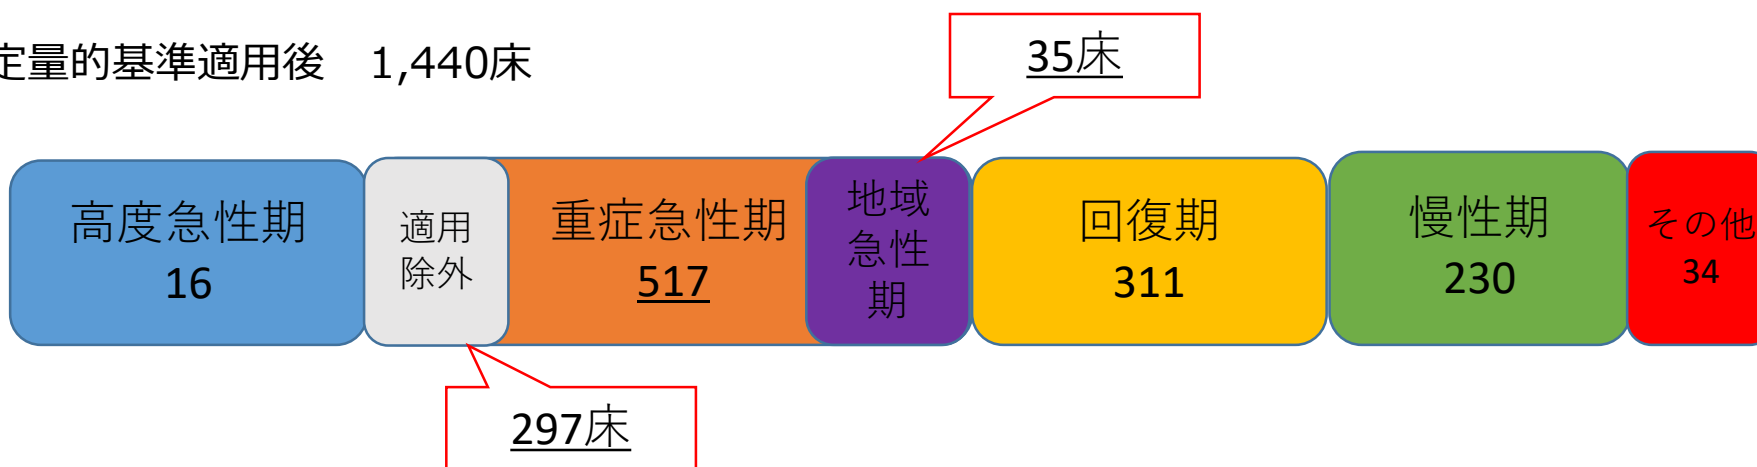 定量的基準適用後　1,440床
35床
高度急性期
16
適用
除外
重症急性期
517
地域
急性
期
回復期
311
慢性期
230
その他
34
297床